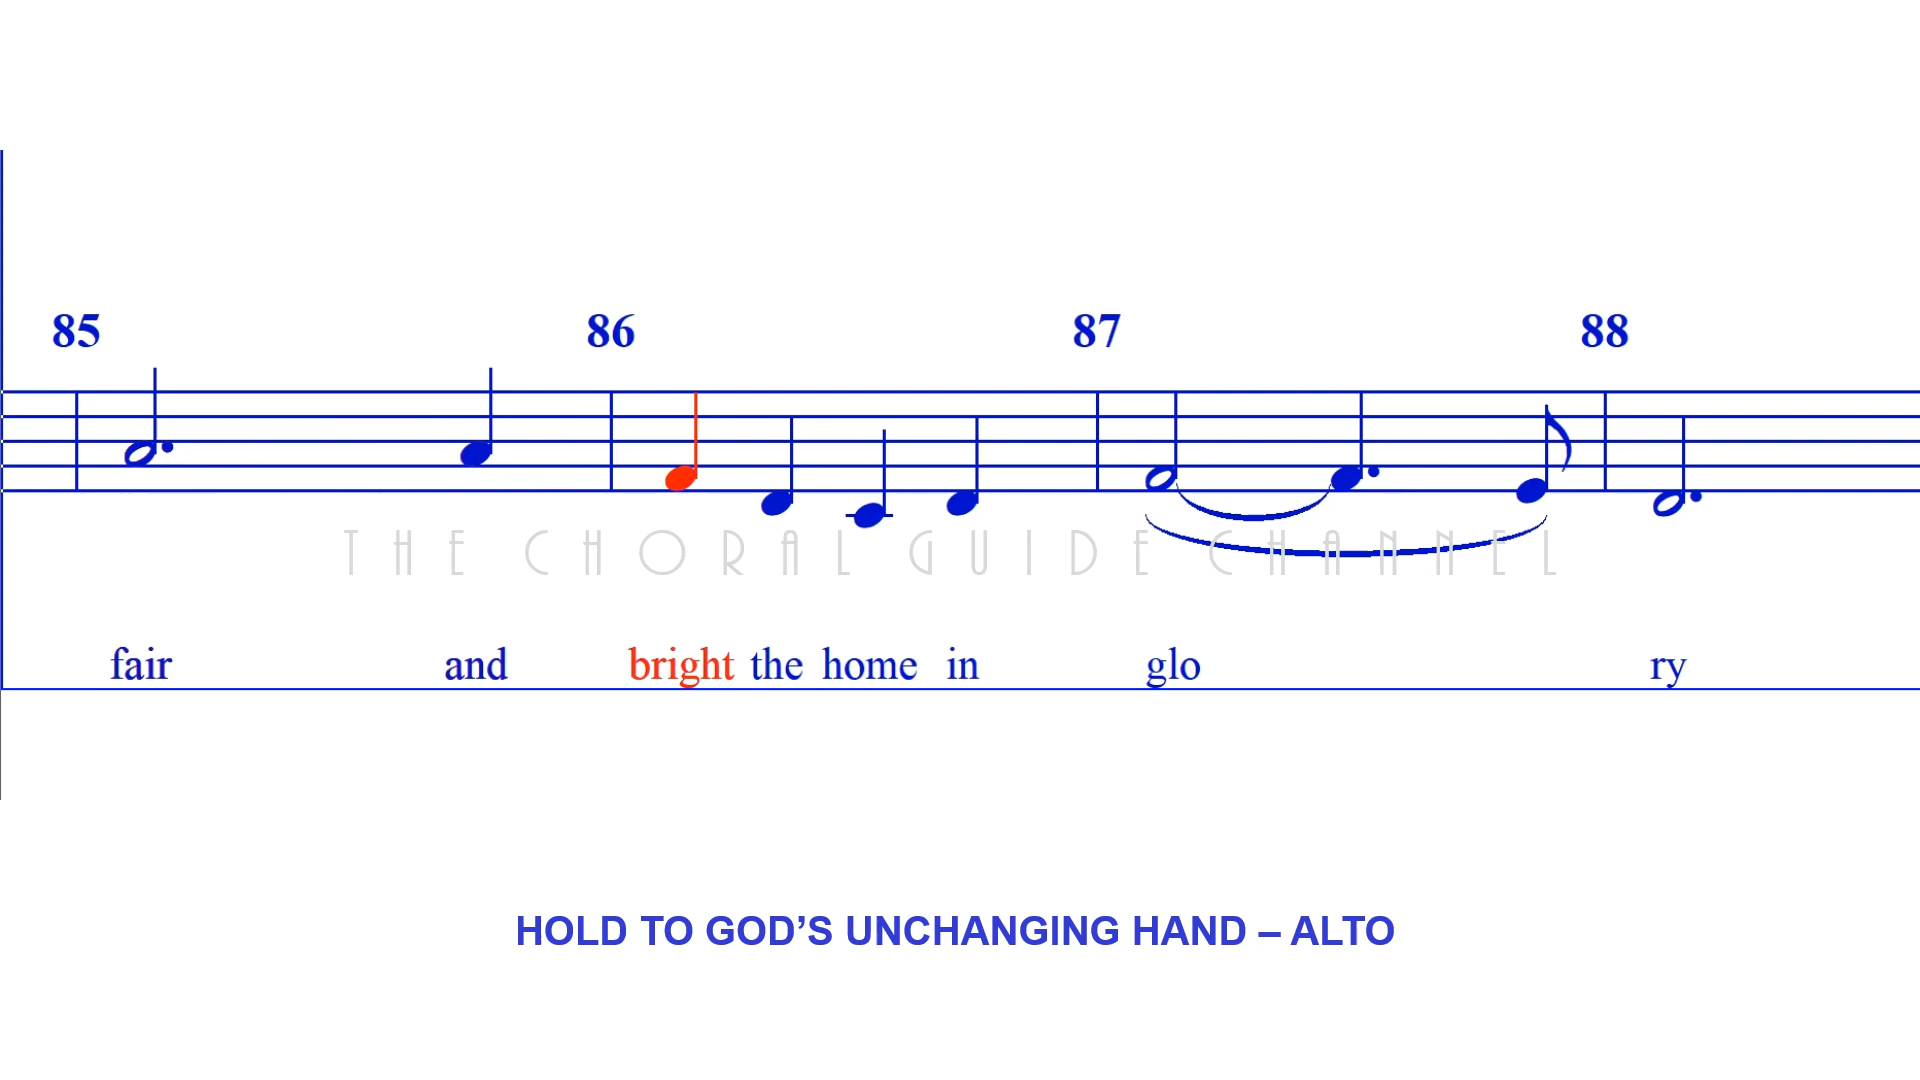 85 86 87 88
THE CHORAL GUIDE CHANNEL
fair and bright the home in glo ry
HOLD TO GOD’S UNCHANGING HAND – ALTO